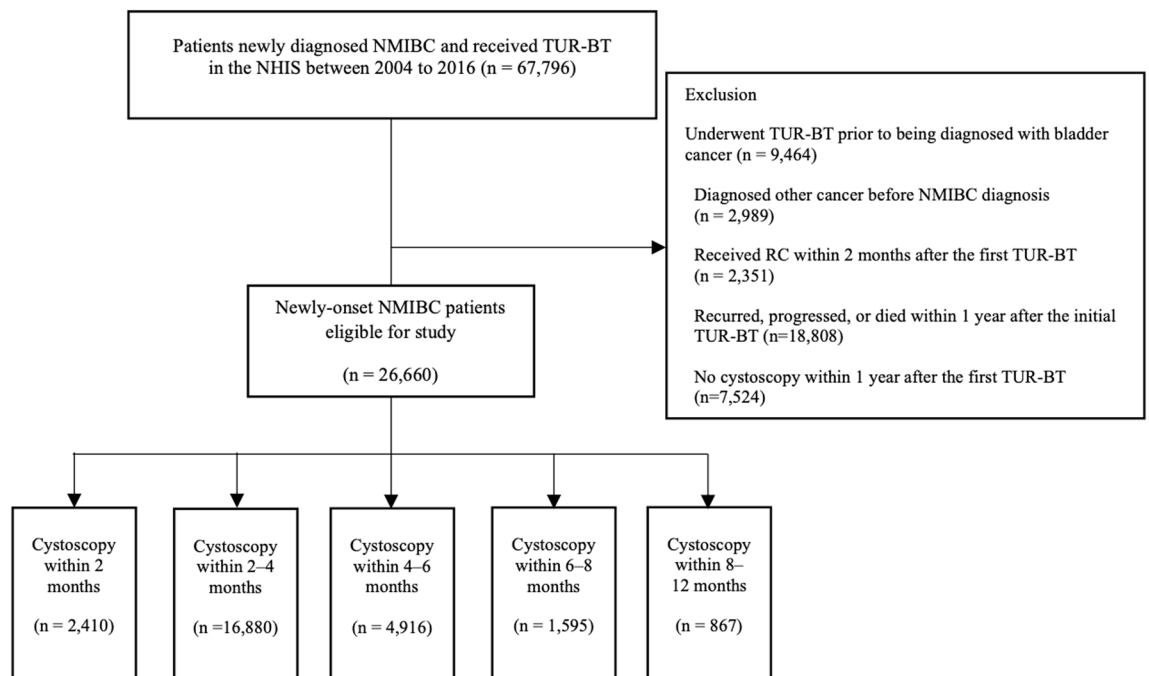 Patients newly diagnosed NMIBC and received TUR-BT
in the NHIS between 2004 to 2016 (n = 67,796)
Exclusion
Underwent TUR-BT prior to being diagnosed with bladder
cancer (n = 9,464)
Diagnosed other cancer before NMIBC diagnosis
(n = 2,989)
Received RC within 2 months after the first TUR-BT
(n = 2,351)
Recurred, progressed, or died within 1 year after the initial
TUR-BT (n=18,808)
No cystoscopy within 1 year after the first TUR-BT
(n=7,524)
Newly-onset NMIBC patients
eligible for study
(n = 26,660)
Cystoscopy
within 2
months
(n = 2,410)
Cystoscopy
within 2–4
months
(n =16,880)
Cystoscopy
within 4–6
months
(n = 4,916)
Cystoscopy
within 6–8
months
(n = 1,595)
Cystoscopy
within 8–
12 months
(n = 867)